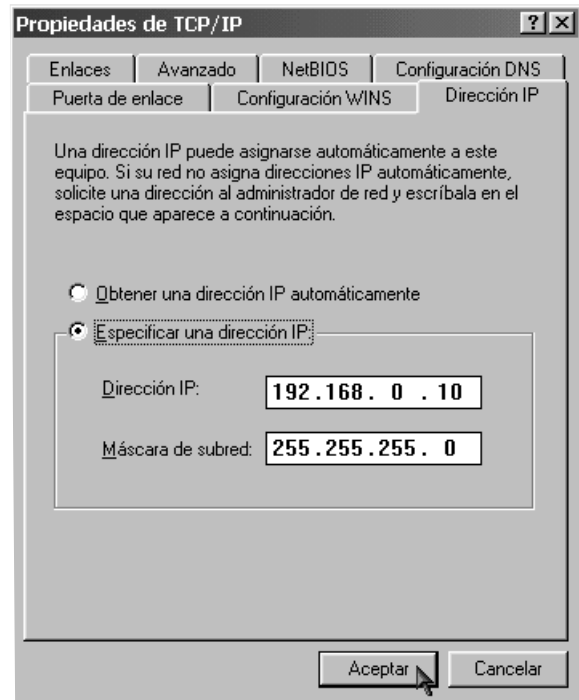 Propiedades de TCP/IP
Enlaces Avanzado NetBIOS Configuración DNS
Puerta de enlace Configuración WINS Dirección IP
Una dirección IP puede asignarse automáticamente a este
equipo. Si su red no asigna direcciones IP automáticamente,
solicite una dirección al administrador de red y escríbala en el
espacio que aparece a continuación.
Obtener una dirección IP automáticamente
Especificar una dirección IP:
Dirección IP: 192.168. 0 .10
Máscara de subred: 255.255.255. 0
Aceptar Cancelar